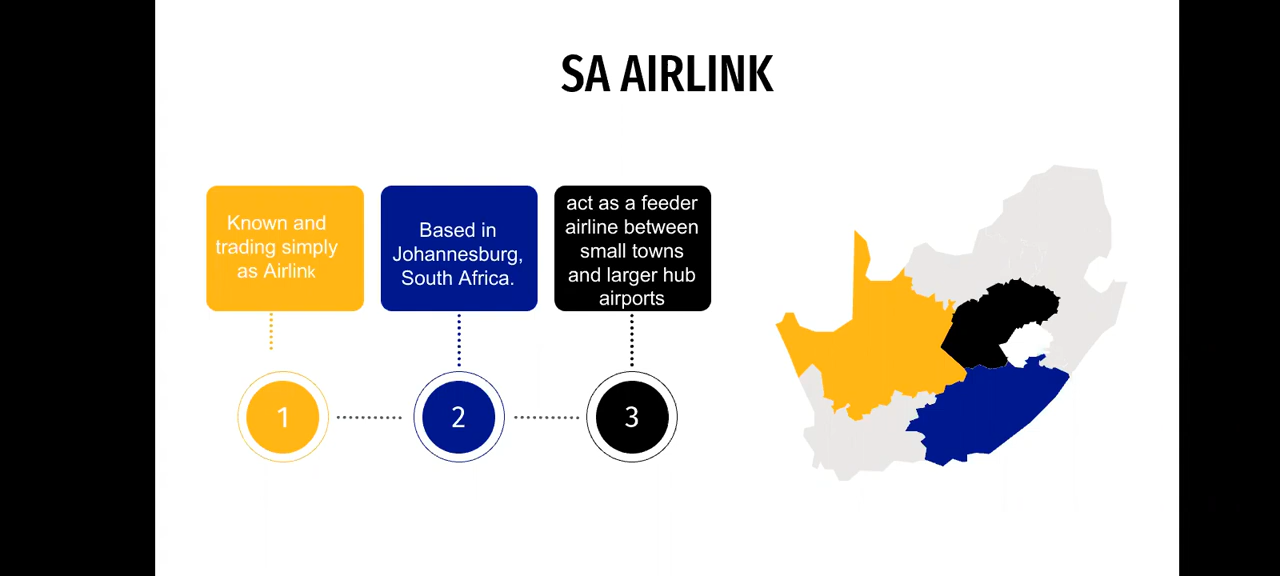 SA AIRLINK
Known and
trading simply
as Airlink
Based in
Johannesburg,
South Africa.
act as a feeder
airline between
small towns
and larger hub
airports
1
2
3